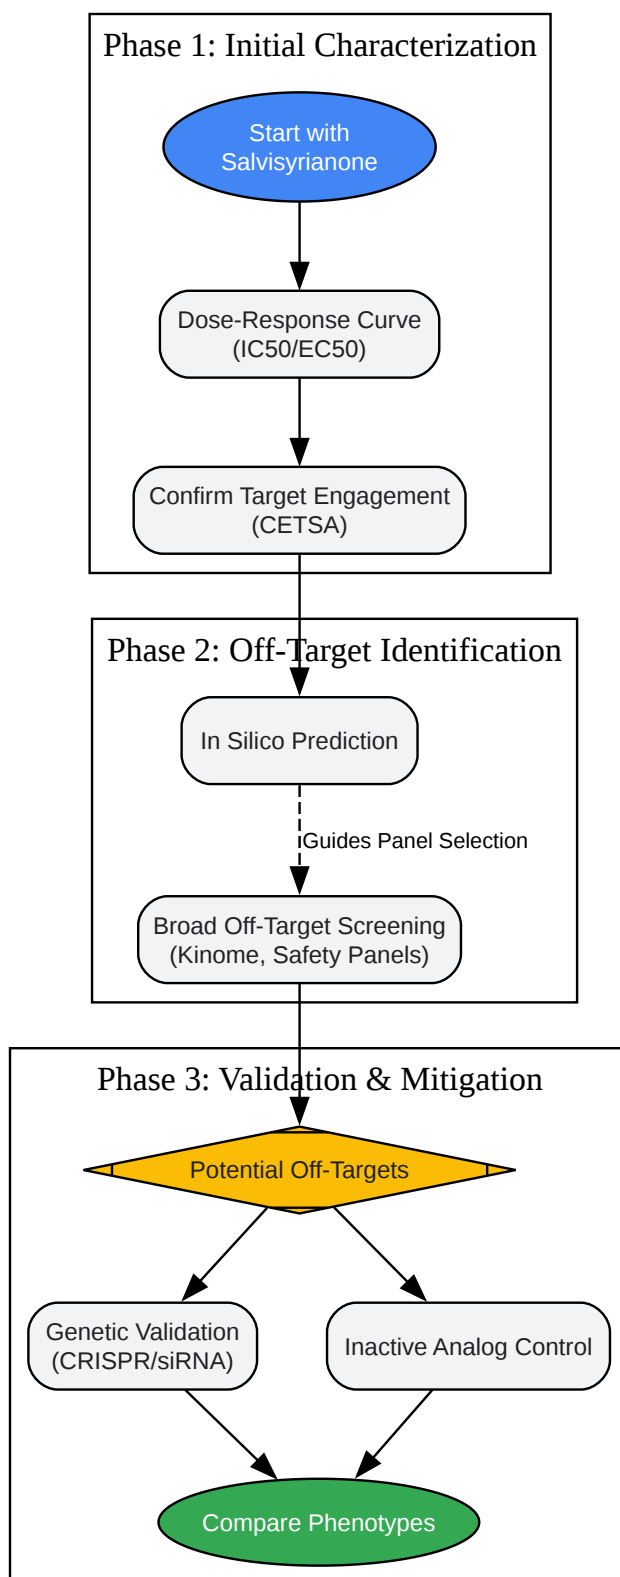 Phase 1: Initial Characterization
Start with
Salvisyrianone
Dose-Response Curve
(IC50/EC50)
Confirm Target Engagement
(CETSA)
Phase 2: Off-Target Identification
In Silico Prediction
Guides Panel Selection
Broad Off-Target Screening
(Kinome, Safety Panels)
Phase 3: Validation & Mitigation
Potential Off-Targets
Genetic Validation
(CRISPR/siRNA)
Inactive Analog Control
Compare Phenotypes